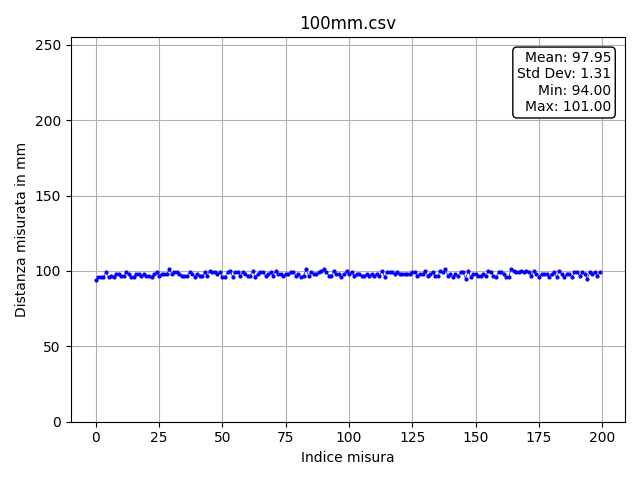 100mm.csv
Mean: 97.95
Std Dev: 1.31
Min: 94.00
Max: 101.00
Distanza misurata in mm
250
200
150
100
50
0
0 25 50 75 100 125 150 175 200
Indice misura